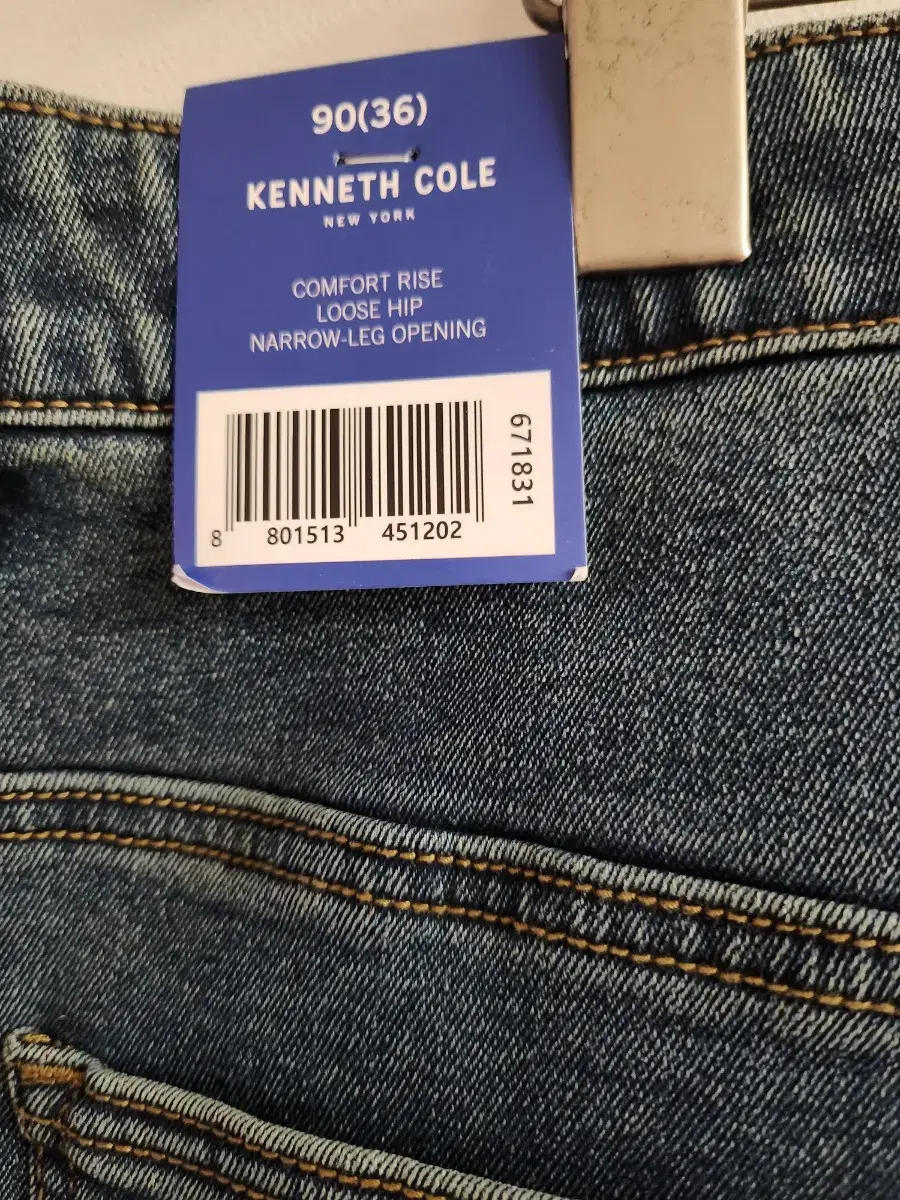 90(36)
KENNETH COLE
NEW YORK
COMFORT RISE
LOOSE HIP
NARROW-LEG OPENING
671831
8 801513 451202